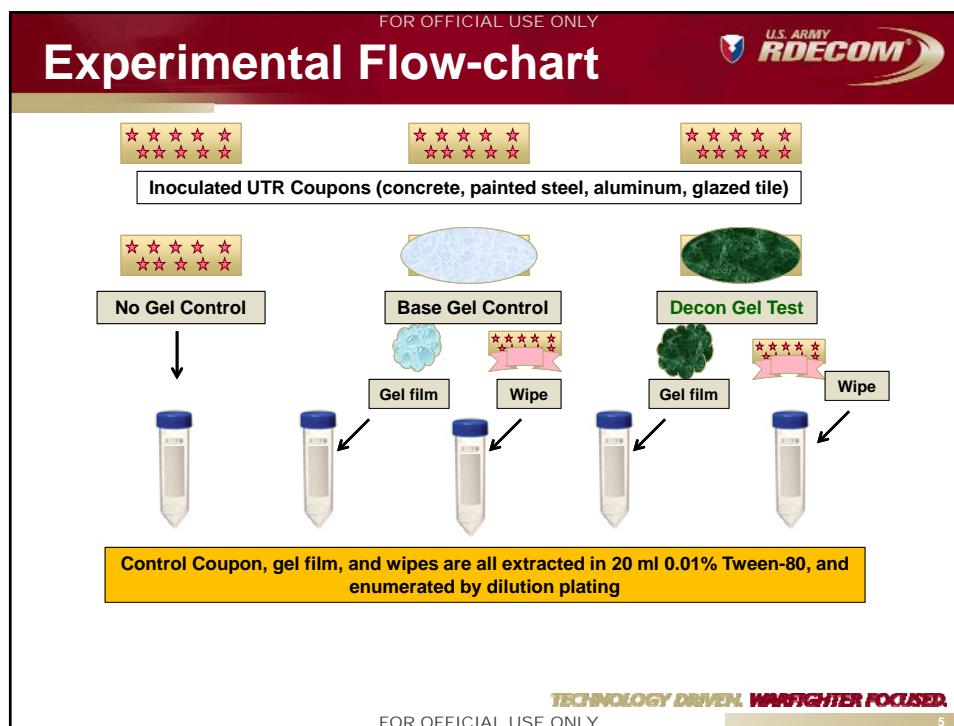 FOR OFFICIAL USE ONLY
Experimental Flow-chart
U.S. ARMY
RDECOM®
Inoculated UTR Coupons (concrete, painted steel, aluminum, glazed tile)
No Gel Control
Base Gel Control
Decon Gel Test
Gel film
Wipe
Gel film
Wipe
Control Coupon, gel film, and wipes are all extracted in 20 ml 0.01% Tween-80, and
enumerated by dilution plating
TECHNOLOGY DRIVEN. WARFIGHTER FOCUSED.
FOR OFFICIAL USE ONLY
5